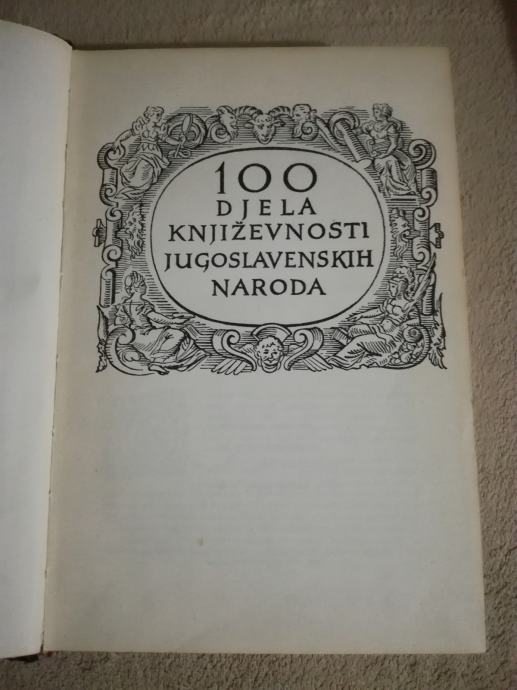 100
DJELA
KNJIŽEVNOSTI
JUGOSLAVENSKIH
NARODA